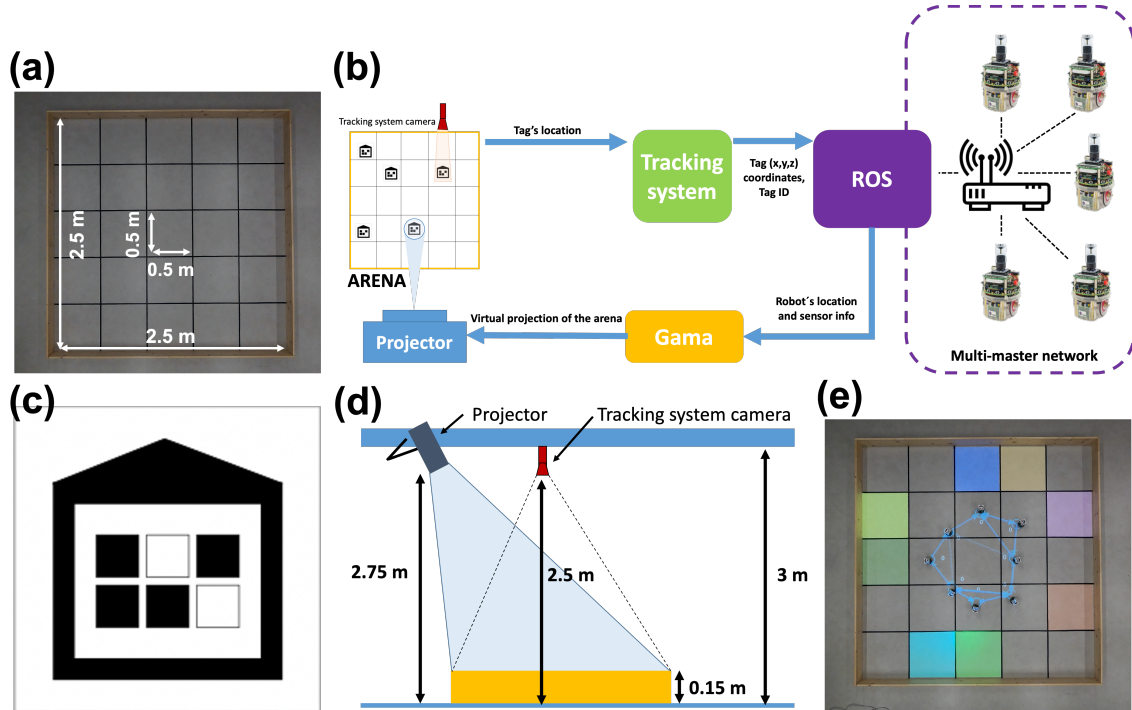 (a)
2.5 m
0.5 m
0.5 m
2.5 m
(b)
Tracking system camera
ARENA
Tag's location
Tracking
system
Tag (x,y,z)
coordinates,
Tag ID
ROS
Robot´s location
and sensor info
Gama
Virtual projection of the arena
Projector
Multi-master network
(c)
(d)
Projector
Tracking system camera
2.75 m
2.5 m
3 m
0.15 m
(e)